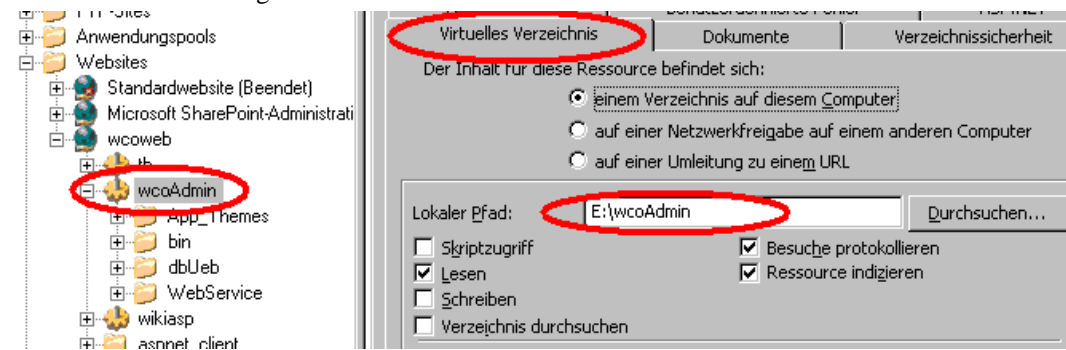 Anwendungspools
Websites
Standardwebsite (Beendet)
Microsoft SharePoint-Administrati
wcoweb
wcoAdmin
App_Themes
bin
dbUeb
WebService
wikiasp
aspnet_client
Virtuelles Verzeichnis
Dokumente
Verzeichnissicherheit
Der Inhalt für diese Ressource befindet sich:
einem Verzeichnis auf diesem Computer
auf einer Netzwerkfreigabe auf einem anderen Computer
auf einer Umleitung zu einem URL
Lokaler Pfad:
E:\wcoAdmin
Durchsuchen...
Skriptzugriff
Besuche protokollieren
Lesen
Ressource indizieren
Schreiben
Verzeichnis durchsuchen